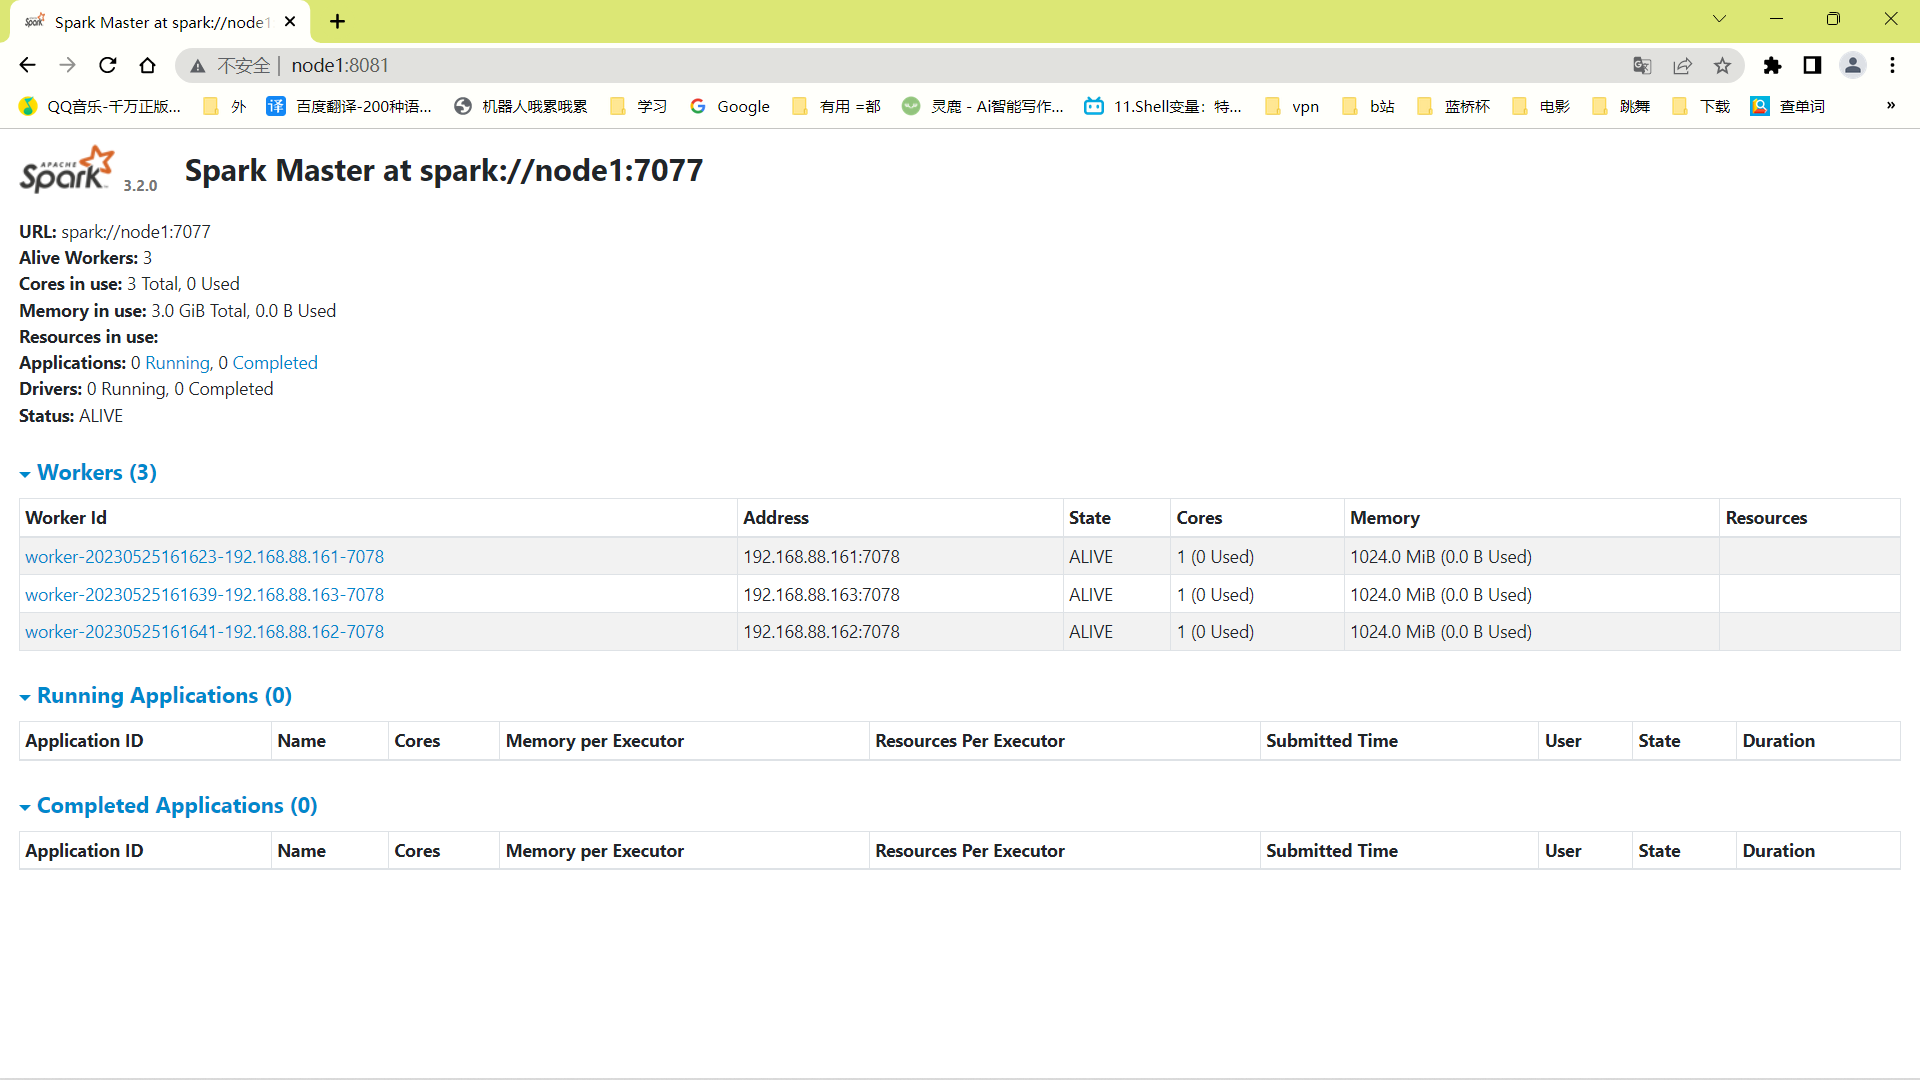 Spark Master at spark://node1
不安全 | node1:8081
QQ音乐-千万正版... 外 译 百度翻译-200种语... 机器人哦累哦累 学习 Google 有用 =都 灵鹿 - Ai智能写作... 11.Shell变量：特... vpn b站 蓝桥杯 电影 跳舞 下载 查单词 »
APACHE Spark 3.2.0 Spark Master at spark://node1:7077
URL: spark://node1:7077
Alive Workers: 3
Cores in use: 3 Total, 0 Used
Memory in use: 3.0 GiB Total, 0.0 B Used
Resources in use:
Applications: 0 Running, 0 Completed
Drivers: 0 Running, 0 Completed
Status: ALIVE
Workers (3)
Worker Id Address State Cores Memory Resources
worker-20230525161623-192.168.88.161-7078 192.168.88.161:7078 ALIVE 1 (0 Used) 1024.0 MiB (0.0 B Used)
worker-20230525161639-192.168.88.163-7078 192.168.88.163:7078 ALIVE 1 (0 Used) 1024.0 MiB (0.0 B Used)
worker-20230525161641-192.168.88.162-7078 192.168.88.162:7078 ALIVE 1 (0 Used) 1024.0 MiB (0.0 B Used)
Running Applications (0)
Application ID Name Cores Memory per Executor Resources Per Executor Submitted Time User State Duration
Completed Applications (0)
Application ID Name Cores Memory per Executor Resources Per Executor Submitted Time User State Duration